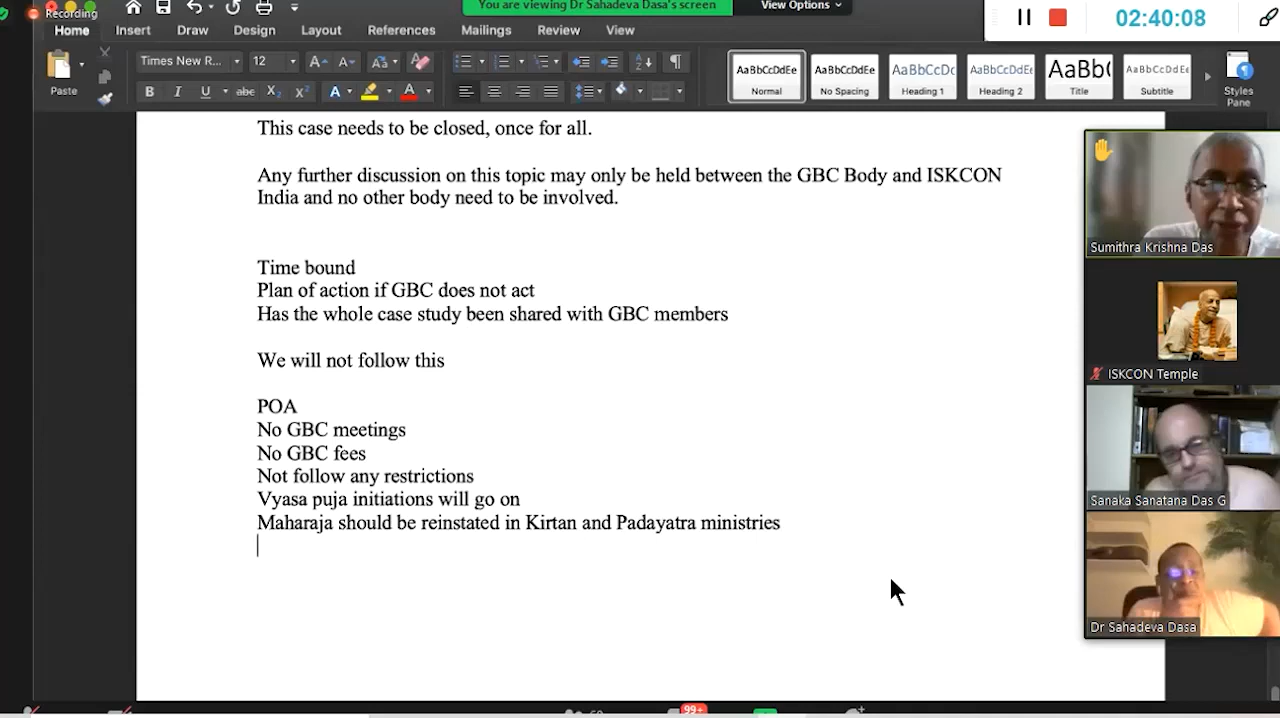 Recording
You are viewing Dr Sahadeva Dasa's screen
View Options
02:40:08
Home
Insert
Draw
Design
Layout
References
Mailings
Review
View
Paste
Times New R...
12
Aa
B
I
U
abc
X₂
X²
A
A
AaBbCcDdEe
Normal
AaBbCcDdEe
No Spacing
AaBbCcDc
Heading 1
AaBbCcDdEe
Heading 2
AaBb(
Title
AaBbCcDdEe
Subtitle
Styles
Pane
This case needs to be closed, once for all.
Any further discussion on this topic may only be held between the GBC Body and ISKCON
India and no other body need to be involved.
Time bound
Plan of action if GBC does not act
Has the whole case study been shared with GBC members
We will not follow this
POA
No GBC meetings
No GBC fees
Not follow any restrictions
Vyasa puja initiations will go on
Maharaja should be reinstated in Kirtan and Padayatra ministries
Sumithra Krishna Das
ISKCON Temple
Sanaka Sanatana Das G
Dr Sahadeva Dasa
99+